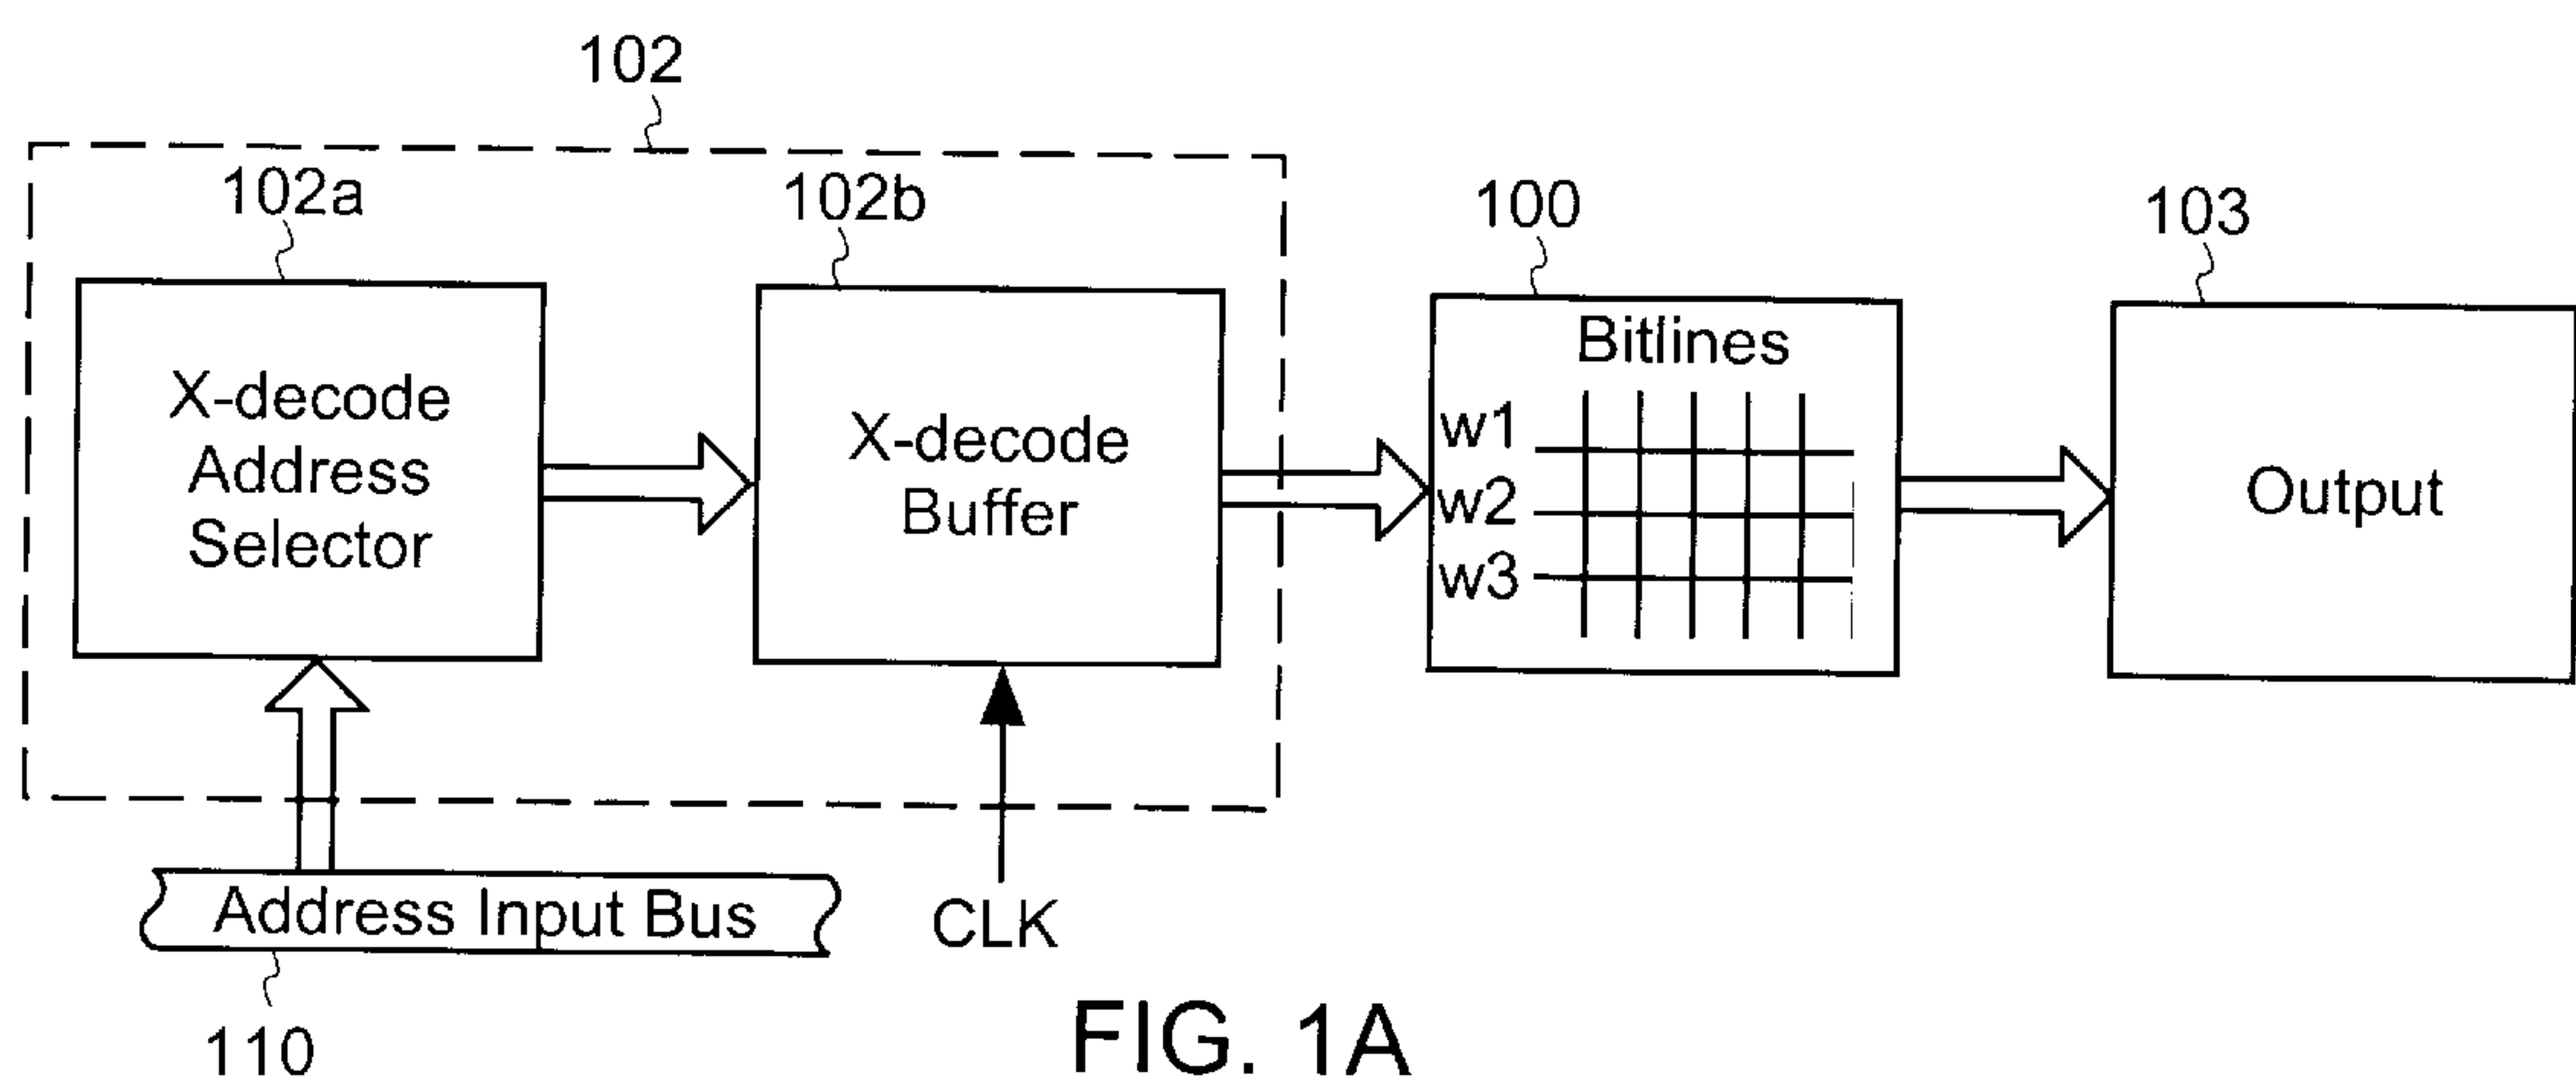 102
102a
102b
100
103
X-decode
Address
Selector
X-decode
Buffer
Bitlines
w1
w2
w3
Output
Address Input Bus
CLK
110
FIG. 1A